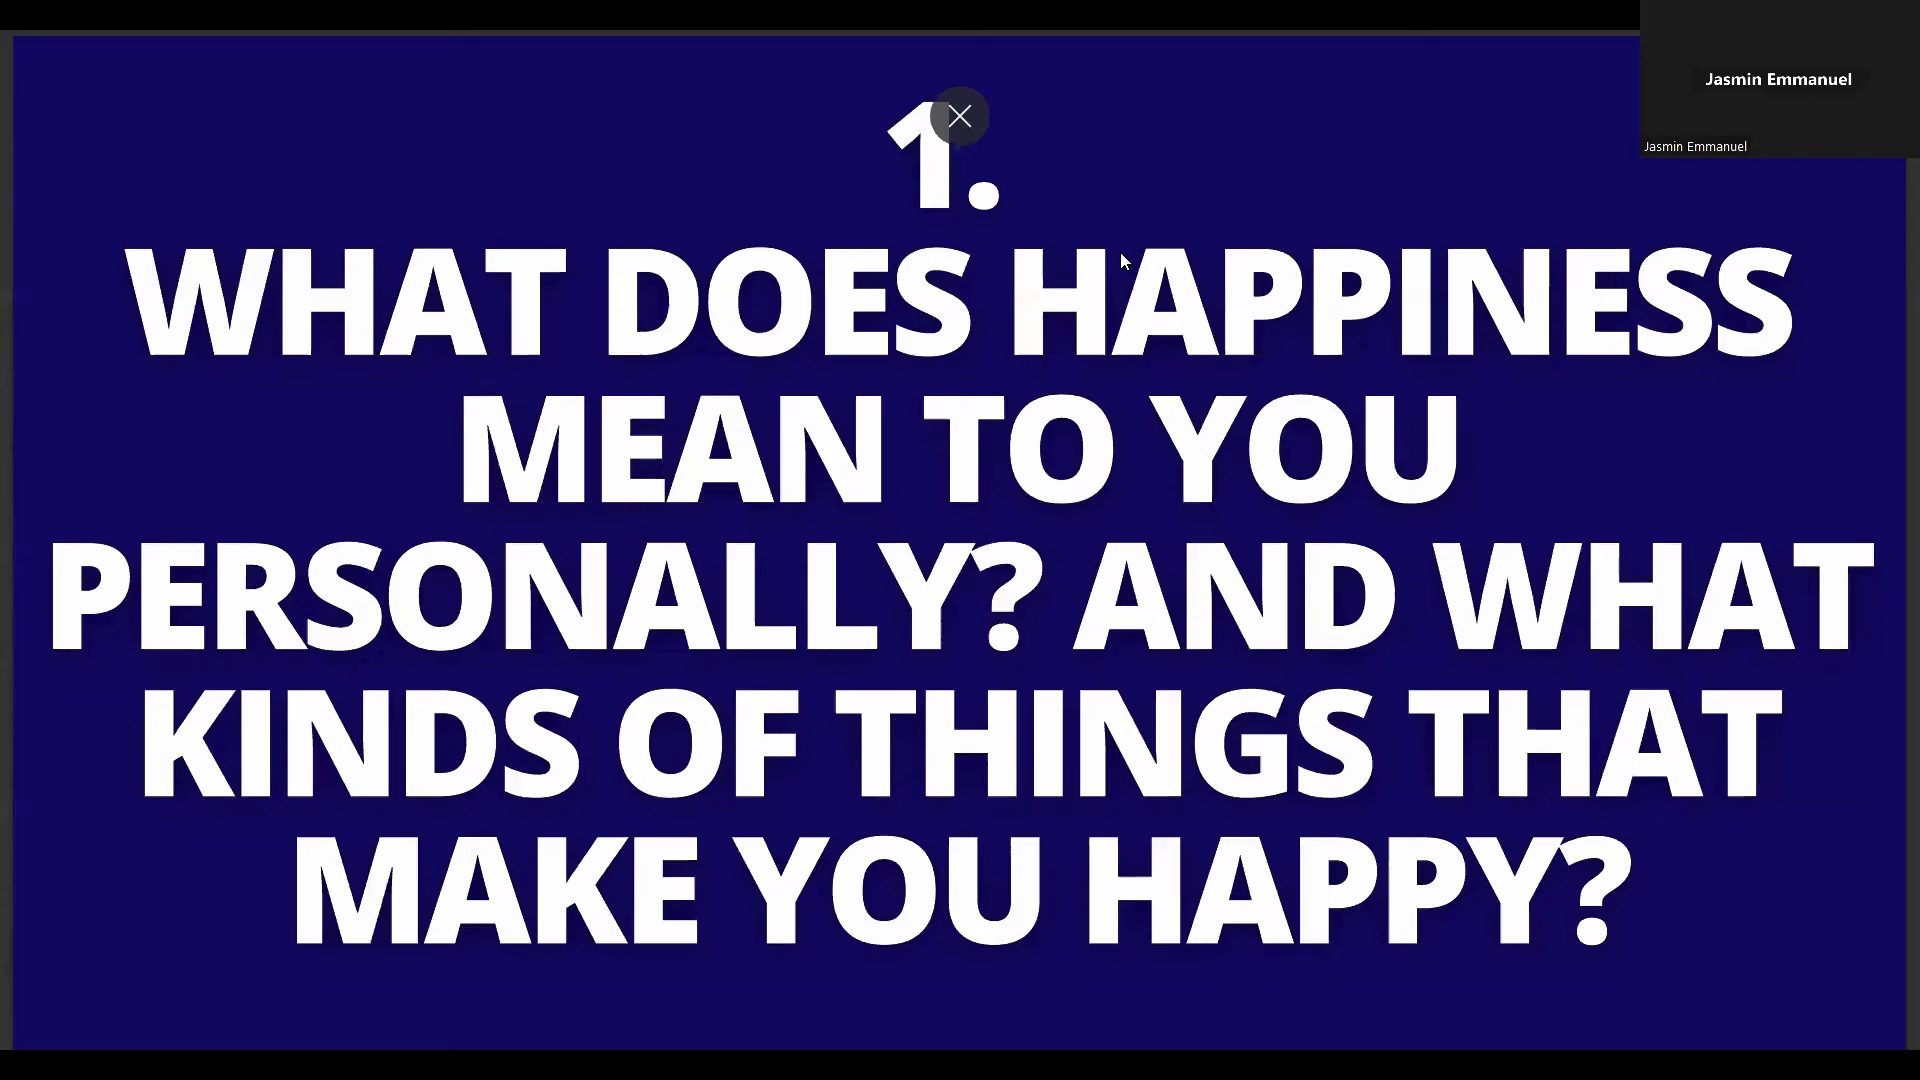 Jasmin Emmanuel
Jasmin Emmanuel
1.
WHAT DOES HAPPINESS
MEAN TO YOU
PERSONALLY? AND WHAT
KINDS OF THINGS THAT
MAKE YOU HAPPY?